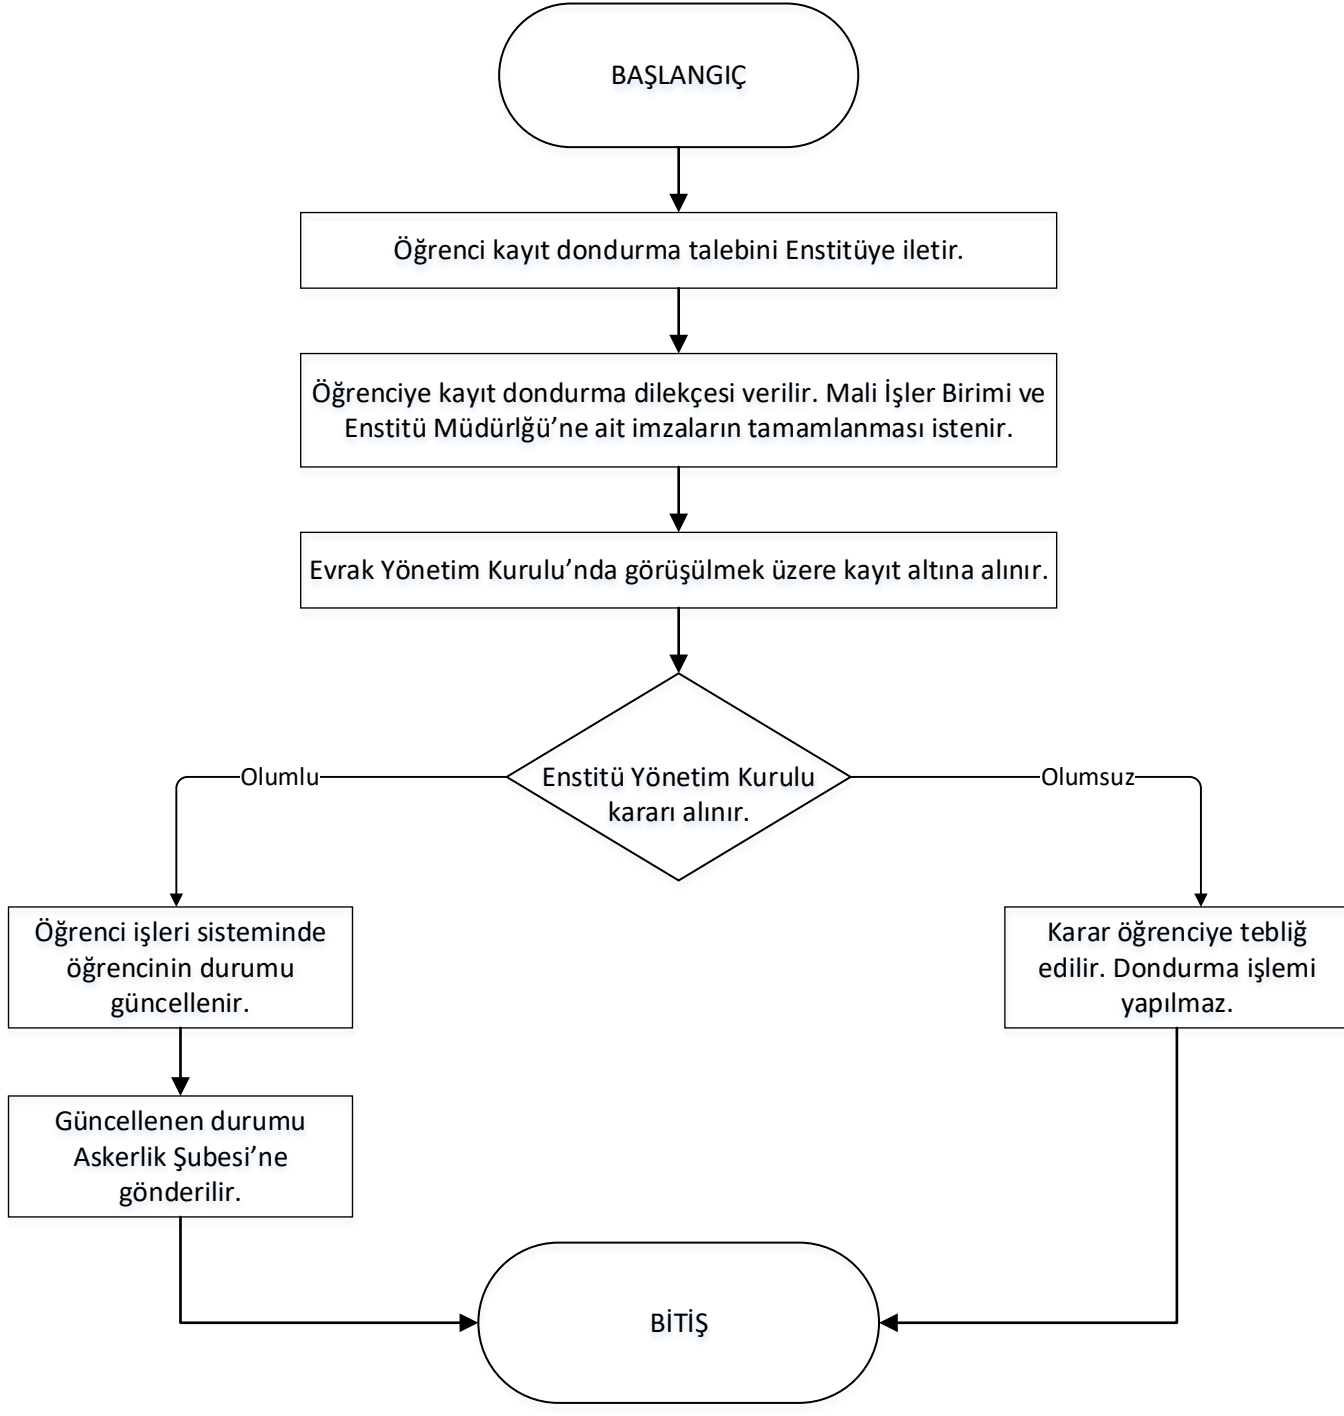 BAŞLANGIÇ
Öğrenci kayıt dondurma talebini Enstitüye iletir.
Öğrenciye kayıt dondurma dilekçesi verilir. Mali İşler Birimi ve
Enstitü Müdürlğü’ne ait imzaların tamamlanması istenir.
Evrak Yönetim Kurulu’nda görüşülmek üzere kayıt altına alınır.
Enstitü Yönetim Kurulu
kararı alınır.
Olumlu
Olumsuz
Öğrenci işleri sisteminde
öğrencinin durumu
güncellenir.
Karar öğrenciye tebliğ
edilir. Dondurma işlemi
yapılmaz.
Güncellenen durumu
Askerlik Şubesi’ne
gönderilir.
BİTİŞ